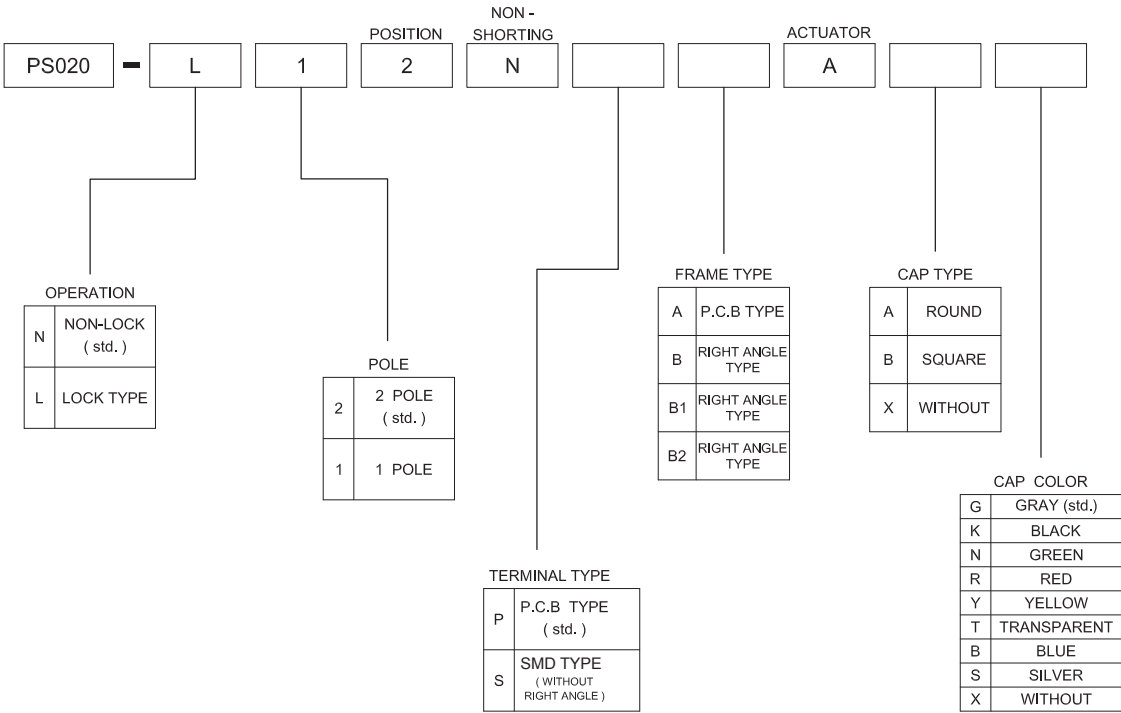 NON -
POSITION SHORTING ACTUATOR
PS020 - L 1 2 N A
OPERATION
N NON-LOCK
( std. )
L LOCK TYPE
POLE
2 2 POLE
( std. )
1 1 POLE
TERMINAL TYPE
P P.C.B TYPE
( std. )
S SMD TYPE
( WITHOUT
RIGHT ANGLE )
FRAME TYPE
A P.C.B TYPE
B RIGHT ANGLE
TYPE
B1 RIGHT ANGLE
TYPE
B2 RIGHT ANGLE
TYPE
CAP TYPE
A ROUND
B SQUARE
X WITHOUT
CAP COLOR
G GRAY (std.)
K BLACK
N GREEN
R RED
Y YELLOW
T TRANSPARENT
B BLUE
S SILVER
X WITHOUT